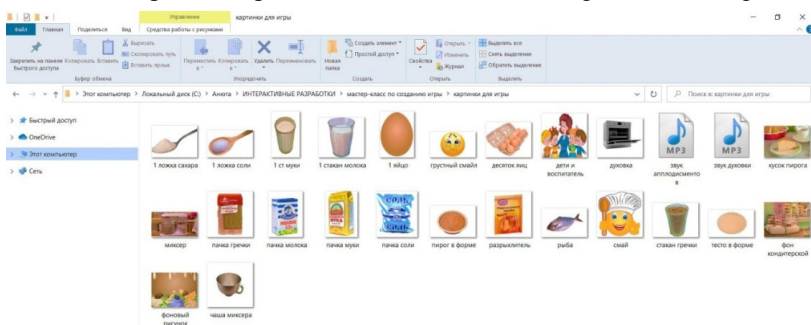 Управление
картинки для игры
Файл Главная Поделиться Вид Средства работы с рисунками
Закрепить на панели быстрого доступа
Копировать
Вставить
Вырезать
Скопировать путь
Вставить ярлык
Переместить в
Копировать в
Удалить
Переименовать
Новая папка
Создать элемент
Простой доступ
Свойства
Открыть
Изменить
Журнал
Выделить все
Снять выделение
Обратить выделение
Буфер обмена
Упорядочить
Создать
Открыть
Выделить
Этот компьютер > Локальный диск (C:) > Анюта > ИНТЕРАКТИВНЫЕ РАЗРАБОТКИ > мастер-класс по созданию игры > картинки для игры
Поиск в: картинки для игры
Быстрый доступ
OneDrive
Этот компьютер
Сеть
MP3
MP3
1 ложка сахара
1 ложка соли
1 ст муки
1 стакан молока
1 яйцо
грустный смайл
десяток яиц
дети и воспитатель
духовка
звук апплодисментов
звук духовки
кусок пирога
СОЛЬ
миксер
пачка гречки
пачка молока
пачка муки
пачка соли
пирог в форме
разрыхлитель
рыба
смай
стакан гречки
тесто в форме
фон кондитерской
фоновый рисунок
чаша миксера